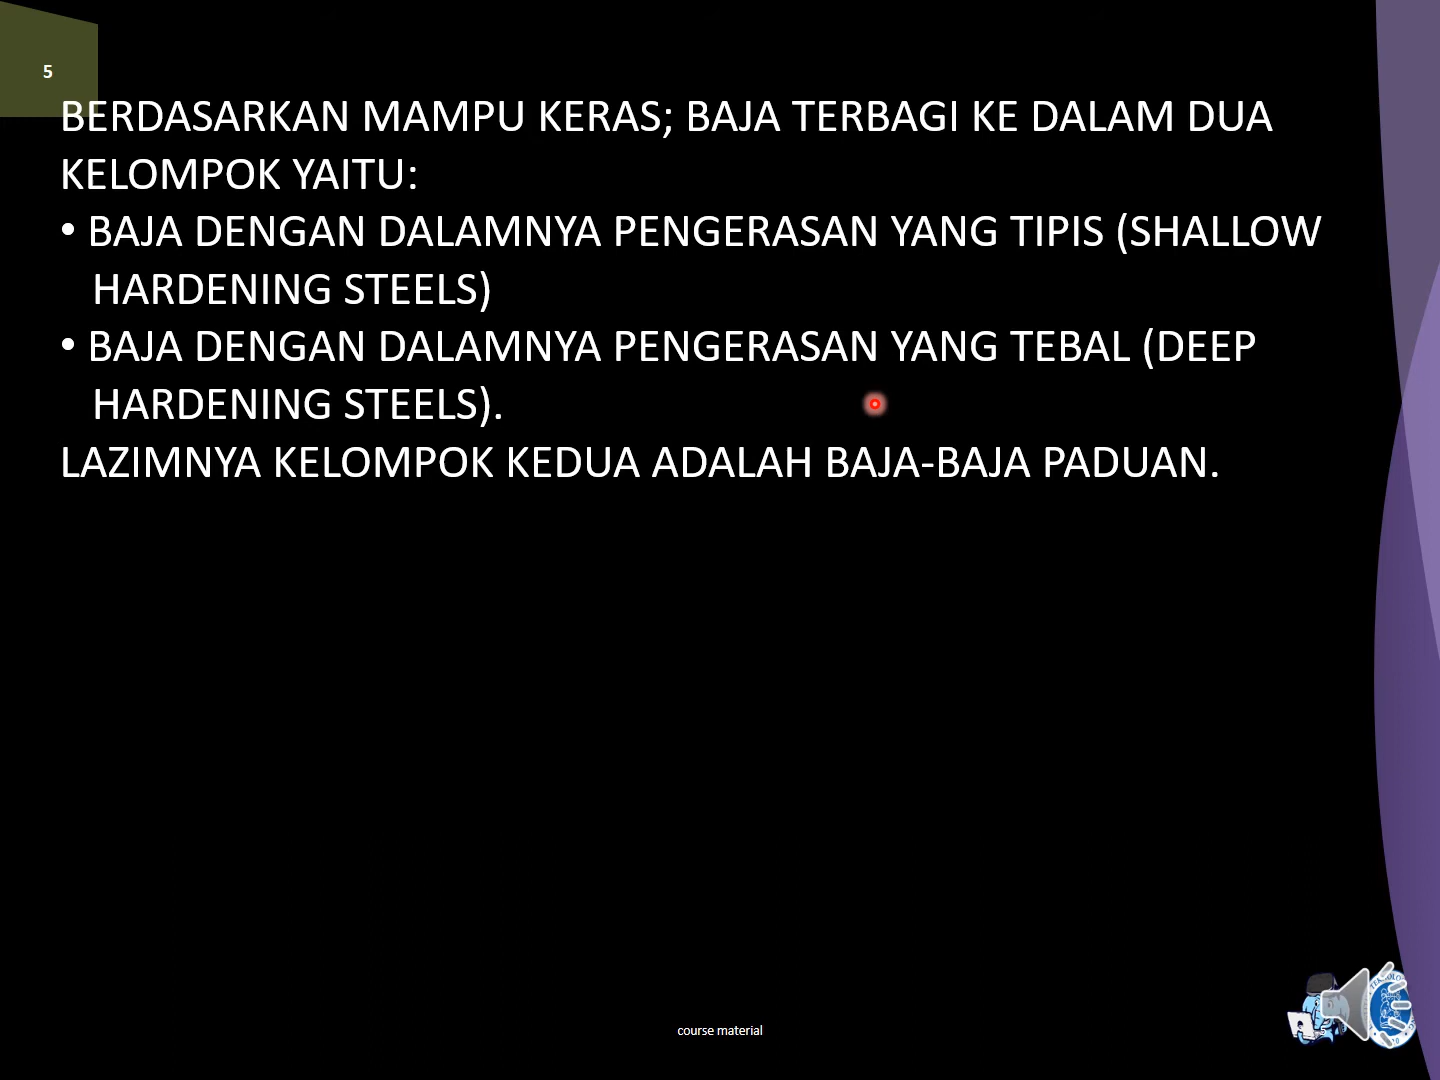 5
BERDASARKAN MAMPU KERAS; BAJA TERBAGI KE DALAM DUA
KELOMPOK YAITU:
• BAJA DENGAN DALAMNYA PENGERASAN YANG TIPIS (SHALLOW
HARDENING STEELS)
• BAJA DENGAN DALAMNYA PENGERASAN YANG TEBAL (DEEP
HARDENING STEELS).
LAZIMNYA KELOMPOK KEDUA ADALAH BAJA-BAJA PADUAN.
course material